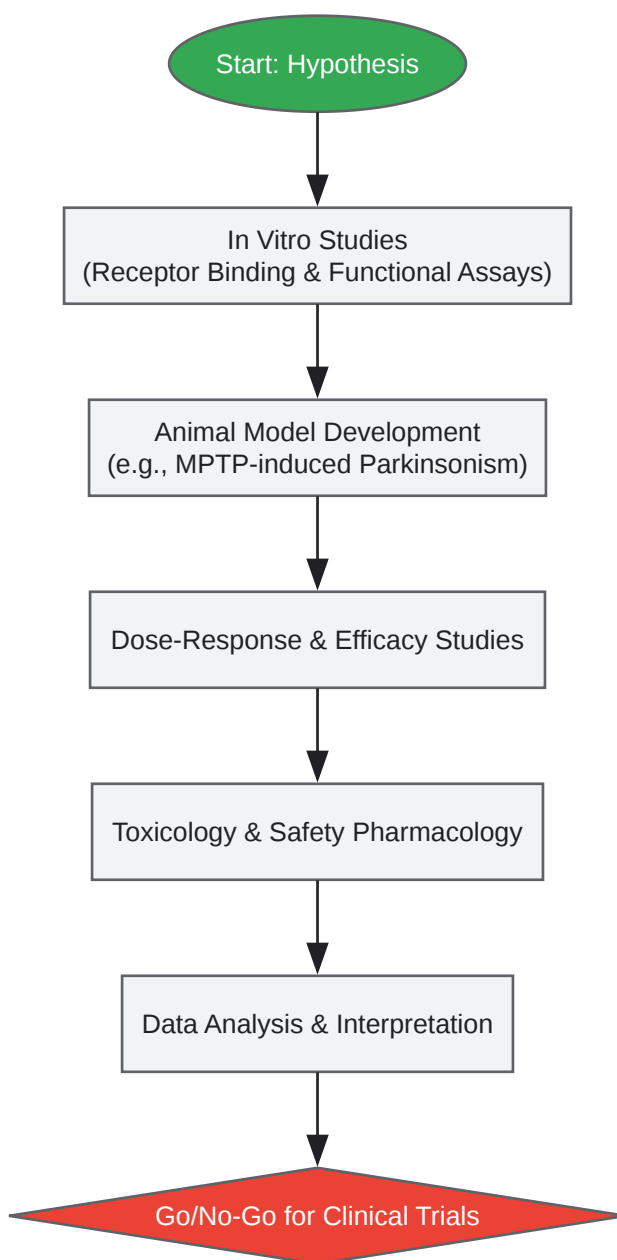 Start: Hypothesis
In Vitro Studies
(Receptor Binding & Functional Assays)
Animal Model Development
(e.g., MPTP-induced Parkinsonism)
Dose-Response & Efficacy Studies
Toxicology & Safety Pharmacology
Data Analysis & Interpretation
Go/No-Go for Clinical Trials